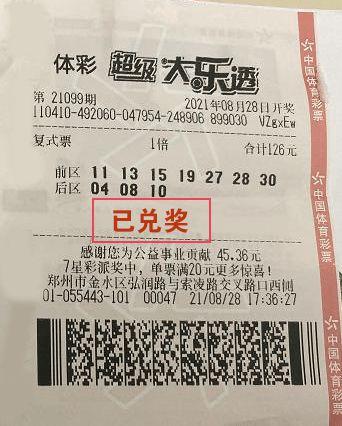 体彩 超级大乐透
第 21099期 2021年08月28日开奖
110410-492060-047954-248906 899030 VZgxEw
复式票 1倍 合计126元
前区 11 13 15 19 27 28 30
后区 04 08 10
已兑奖
感谢您为公益事业贡献 45.36元
7星彩派奖中，单票满20元更多惊喜！
郑州市金水区弘润路与索凌路交叉路口西侧
01-055443-101 00047 21/08/28 17:36:27
中国体育彩票
中国体育彩票
中国体育彩票